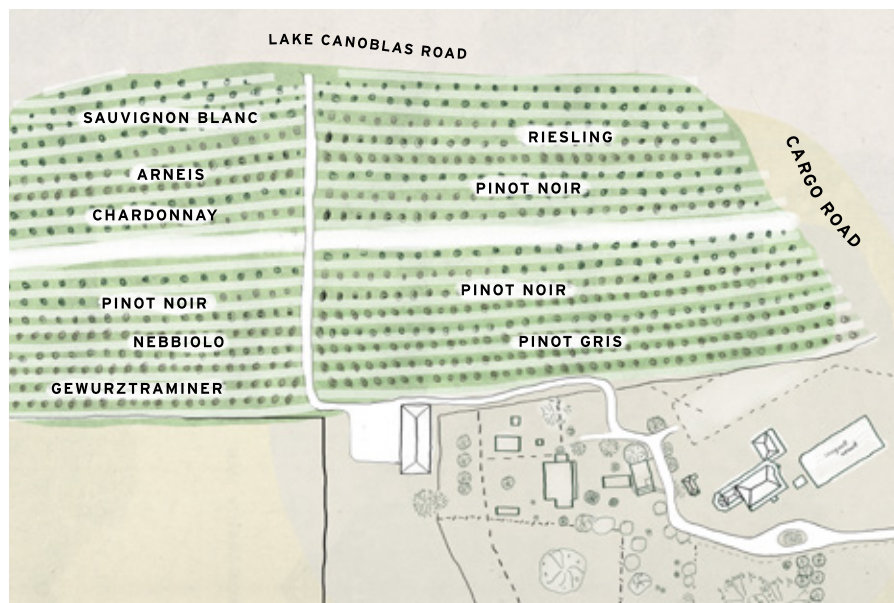 LAKE CANOBLAS ROAD
SAUVIGNON BLANC
RIESLING
CARGO ROAD
ARNEIS
PINOT NOIR
CHARDONNAY
PINOT NOIR
PINOT NOIR
NEBBIOLO
PINOT GRIS
GEWURZTRAMINER